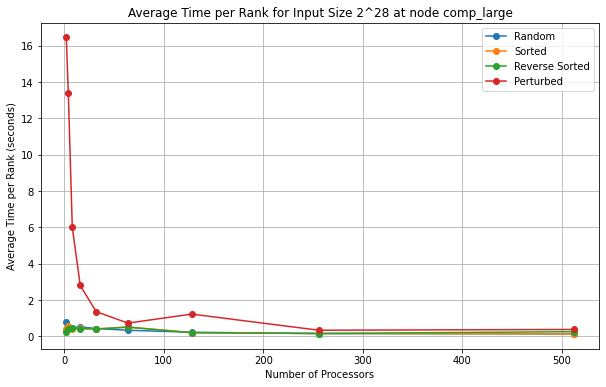 Average Time per Rank for Input Size 2^28 at node comp_large
Random
Sorted
Reverse Sorted
Perturbed
Average Time per Rank (seconds)
16
14
12
10
8
6
4
2
0
0 100 200 300 400 500
Number of Processors